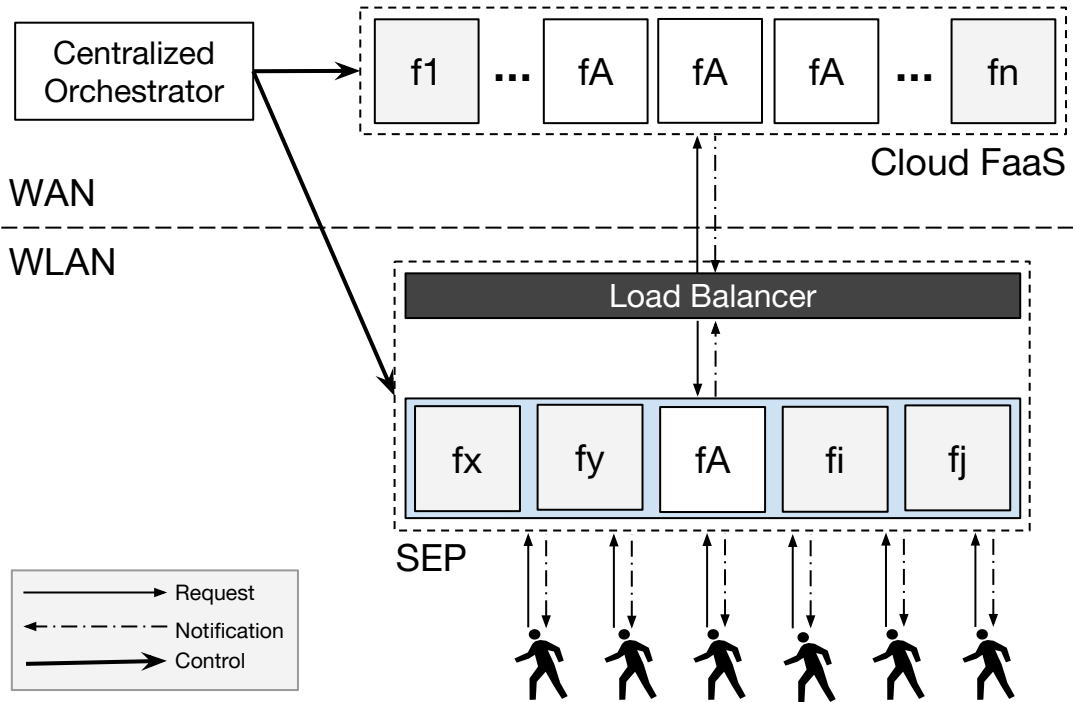 Centralized
Orchestrator
f1 ... fA fA fA ... fn
Cloud FaaS
WAN
WLAN
Load Balancer
fx fy fA fi fj
SEP
Request
Notification
Control